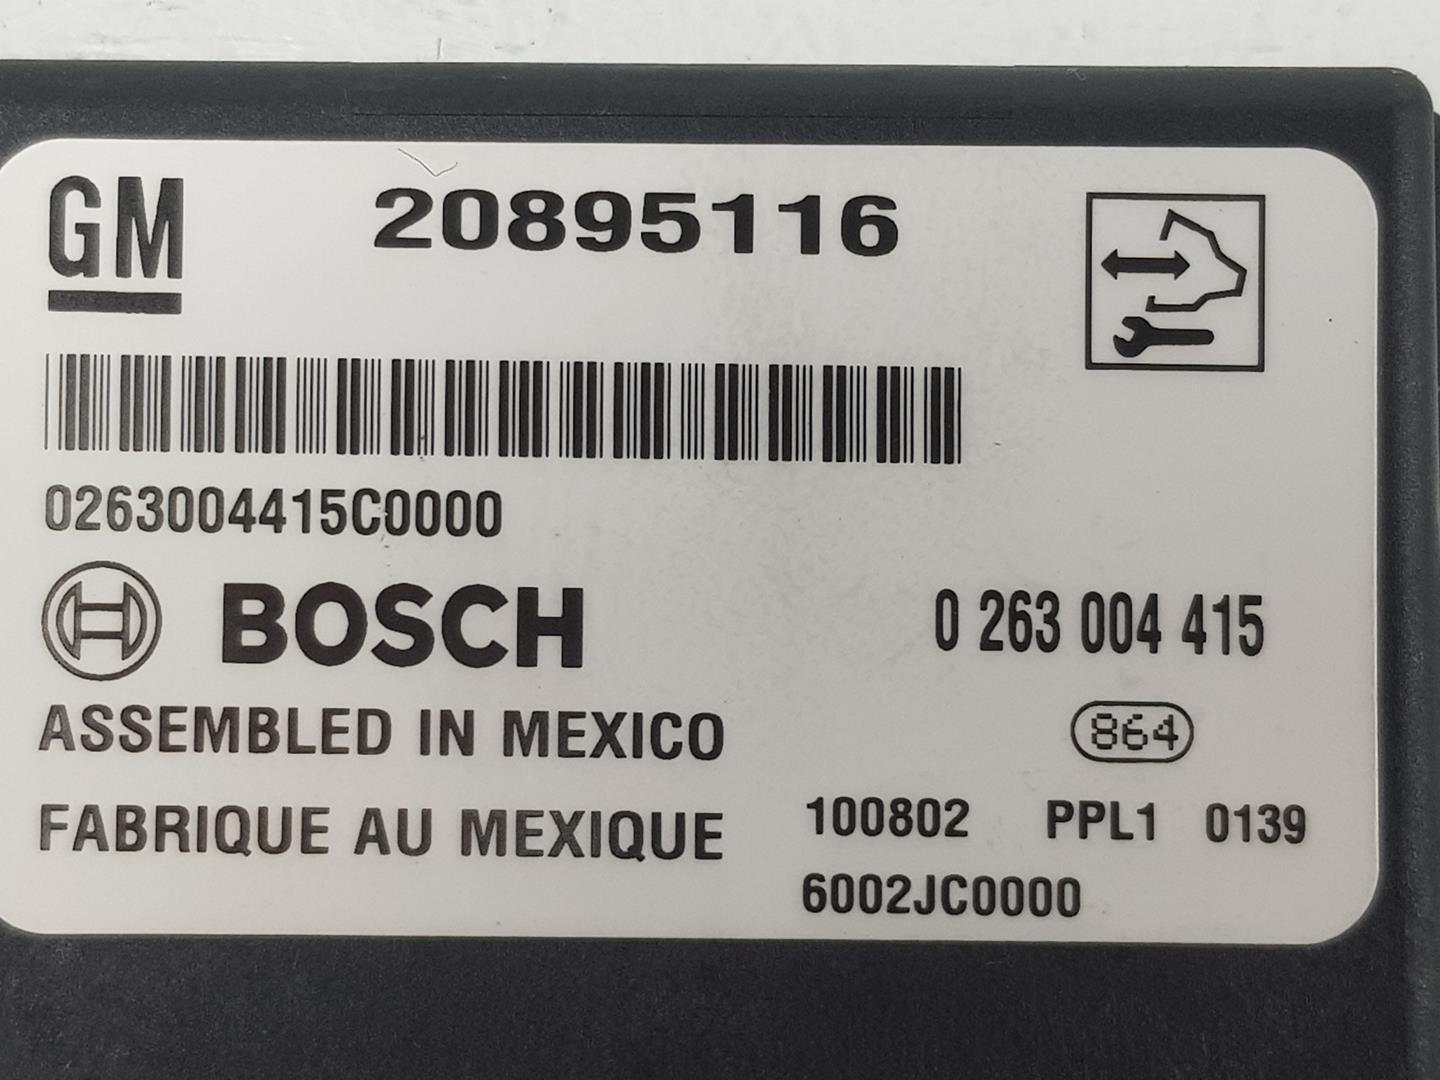 GM 20895116
0263004415C0000
BOSCH 0 263 004 415
ASSEMBLED IN MEXICO 864
FABRIQUE AU MEXIQUE 100802 PPL1 0139
6002JC0000